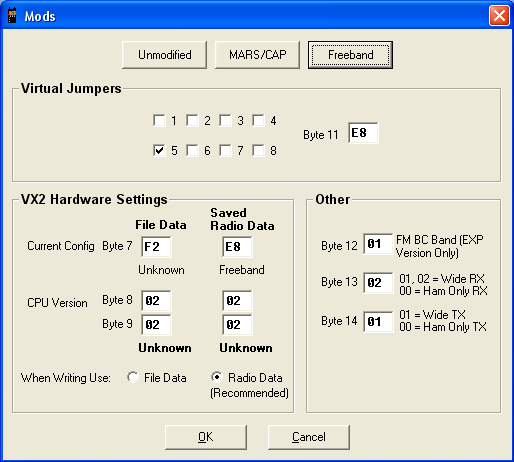 Mods
Unmodified MARS/CAP Freeband
Virtual Jumpers
1 2 3 4
Byte 11 E8
5 6 7 8
VX2 Hardware Settings
File Data Saved Radio Data
Current Config Byte 7 F2 E8
Unknown Freeband
CPU Version Byte 8 02 02
Byte 9 02 02
Unknown Unknown
When Writing Use: File Data Radio Data
(Recommended)
Other
Byte 12 01 FM BC Band (EXP
Version Only)
Byte 13 02 01, 02 = Wide RX
00 = Ham Only RX
Byte 14 01 01 = Wide TX
00 = Ham Only TX
OK Cancel